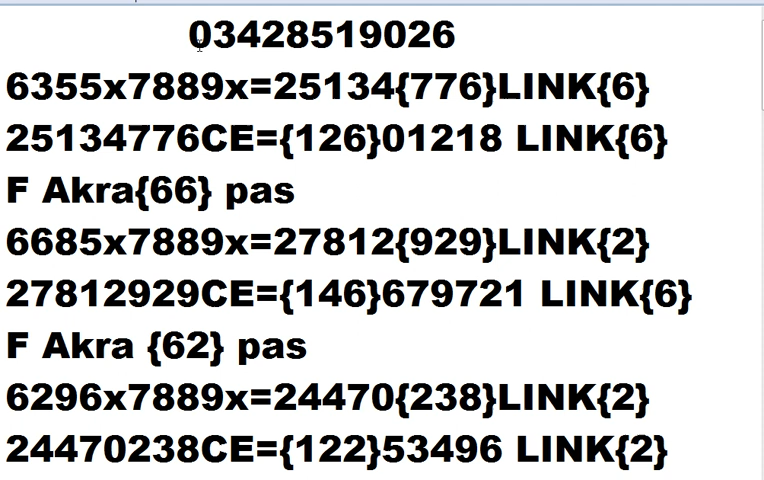 03428519026
6355x7889x=25134{776}LINK{6}
25134776CE={126}01218 LINK{6}
F Akra{66} pas
6685x7889x=27812{929}LINK{2}
27812929CE={146}679721 LINK{6}
F Akra {62} pas
6296x7889x=24470{238}LINK{2}
24470238CE={122}53496 LINK{2}